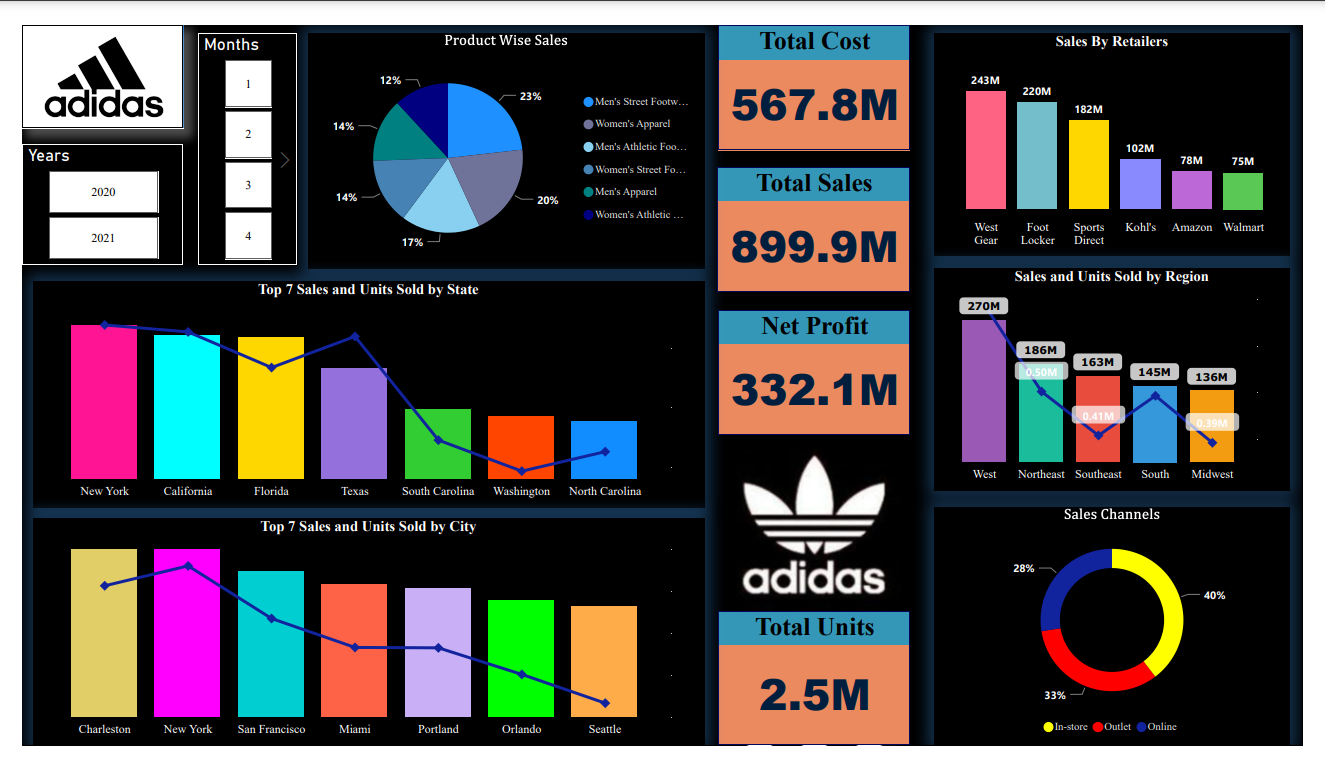 adidas
Years
2020
2021
Months
1
2
3
4
Product Wise Sales
12%
23%
14%
14%
20%
17%
Men's Street Footw…
Women's Apparel
Men's Athletic Foo…
Women's Street Fo…
Men's Apparel
Women's Athletic …
Total Cost
567.8M
Total Sales
899.9M
Net Profit
332.1M
adidas
Total Units
2.5M
Sales By Retailers
243M
220M
182M
102M
78M
75M
West Gear
Foot Locker
Sports Direct
Kohl's
Amazon
Walmart
Top 7 Sales and Units Sold by State
New York
California
Florida
Texas
South Carolina
Washington
North Carolina
Sales and Units Sold by Region
270M
186M
0.50M
163M
0.41M
145M
136M
0.39M
West
Northeast
Southeast
South
Midwest
Top 7 Sales and Units Sold by City
Charleston
New York
San Francisco
Miami
Portland
Orlando
Seattle
Sales Channels
28%
40%
33%
In-store
Outlet
Online